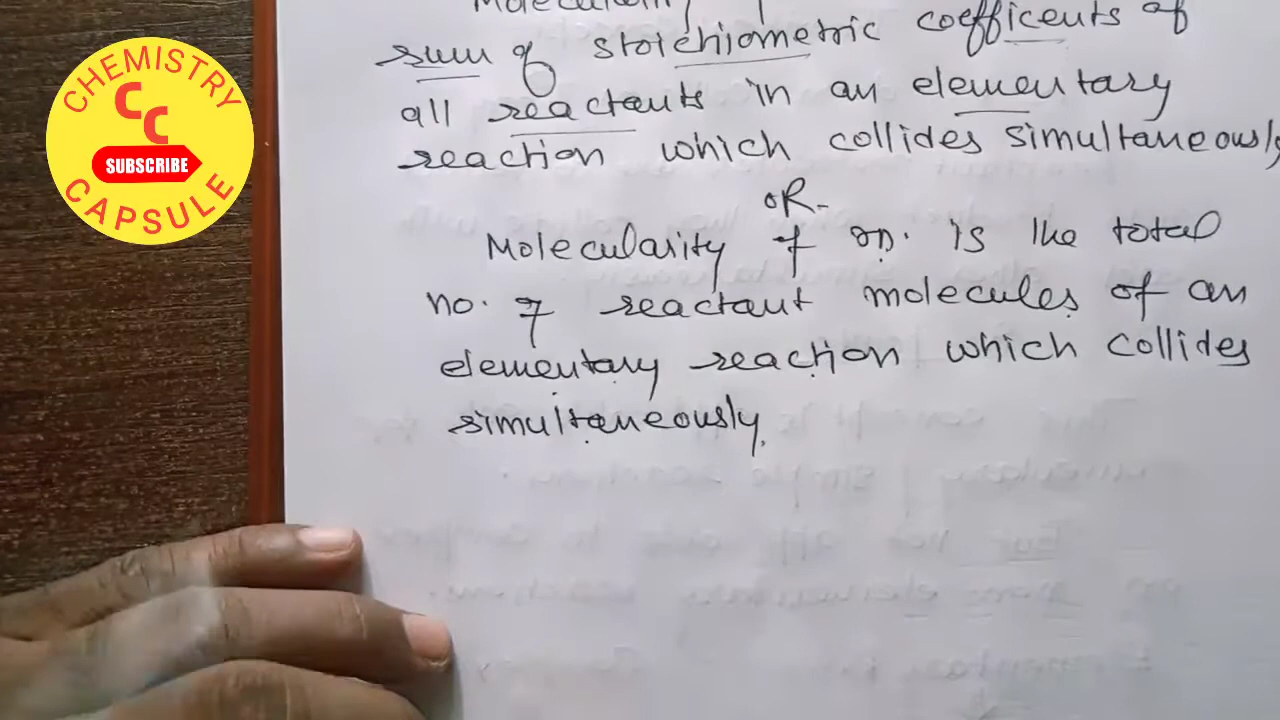 CHEMISTRY
CC
SUBSCRIBE
CAPSULE
sum of stoichiometric coefficents of
all reactants in an elementary
reaction which collides simultaneously
OR-
Molecularity of rxn. is the total
no. of reactant molecules of an
elementary reaction which collides
simultaneously.